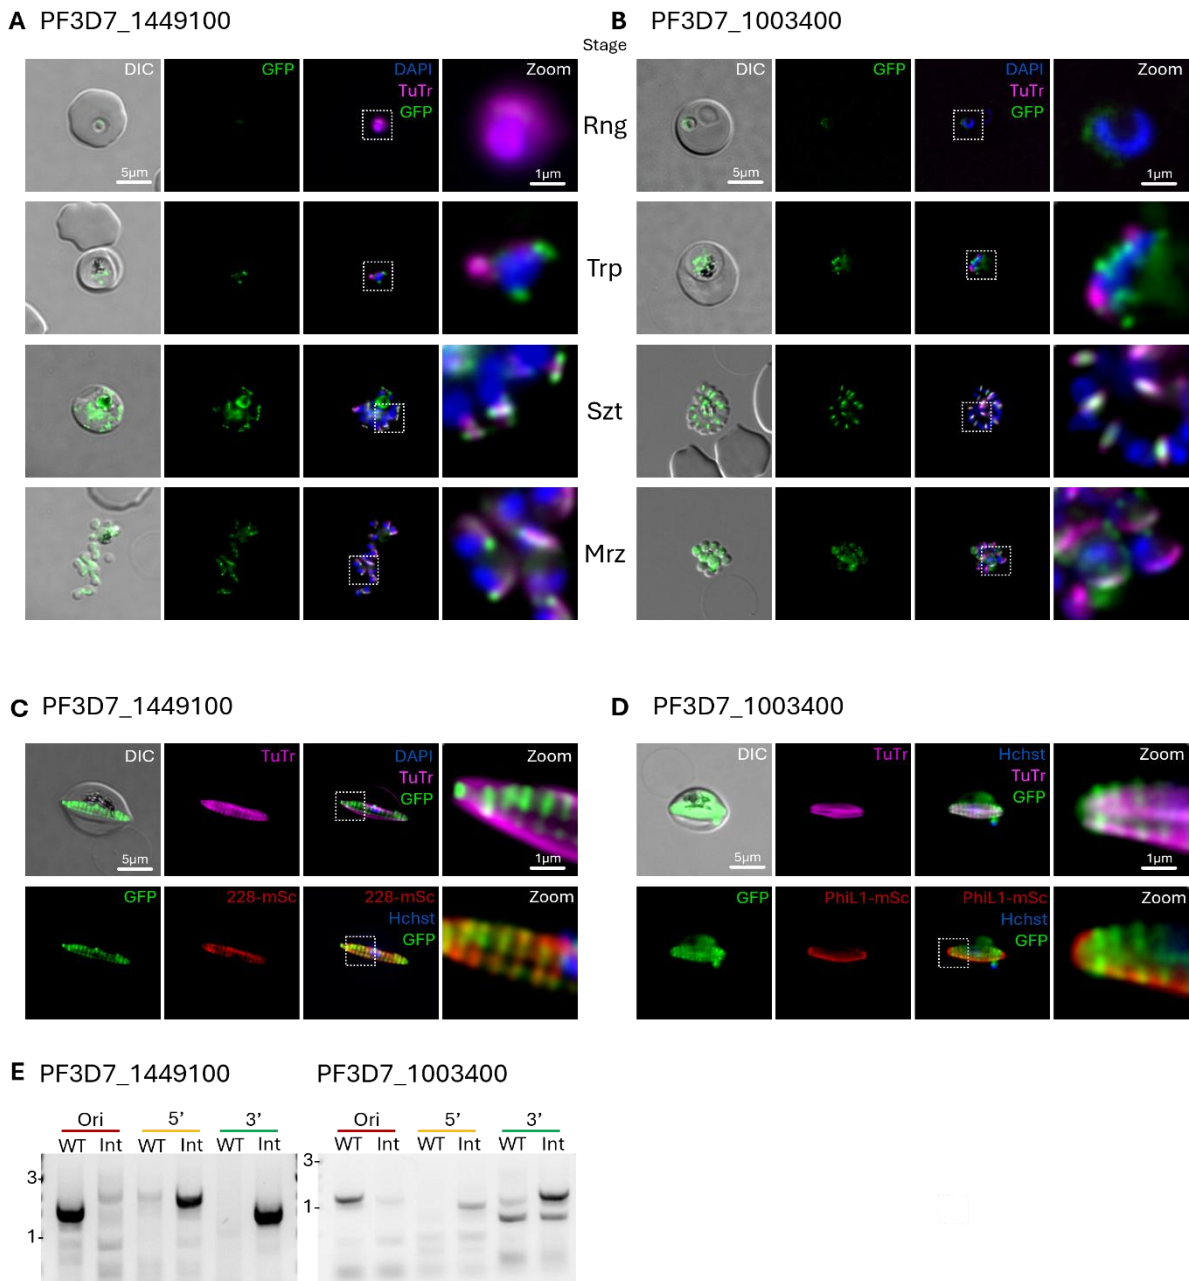 A PF3D7_1449100
B PF3D7_1003400
Stage
DIC GFP DAPI Zoom
TuTr
GFP
5µm 1µm
Rng
DIC GFP DAPI Zoom
TuTr
GFP
5µm 1µm
Trp
Szt
Mrz
C PF3D7_1449100
DIC TuTr DAPI Zoom
TuTr
GFP
5µm 1µm
GFP 228-mSc 228-mSc Zoom
Hchst
GFP
D PF3D7_1003400
DIC TuTr Hchst Zoom
TuTr
GFP
5µm 1µm
GFP PhiL1-mSc PhiL1-mSc Zoom
Hchst
GFP
E PF3D7_1449100 PF3D7_1003400
Ori 5’ 3’
WT Int WT Int WT Int
3-
1-
Ori 5’ 3’
WT Int WT Int WT Int
3-
1-